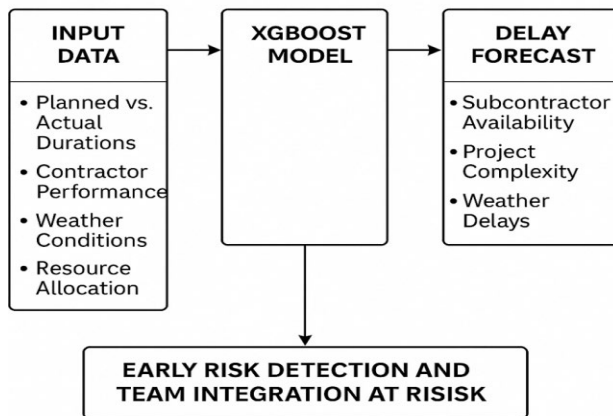 INPUT
DATA
• Planned vs.
Actual
Durations
• Contractor
Performance
• Weather
Conditions
• Resource
Allocation
XGBOOST
MODEL
DELAY
FORECAST
• Subcontractor
Availability
• Project
Complexity
• Weather
Delays
EARLY RISK DETECTION AND
TEAM INTEGRATION AT RISISK